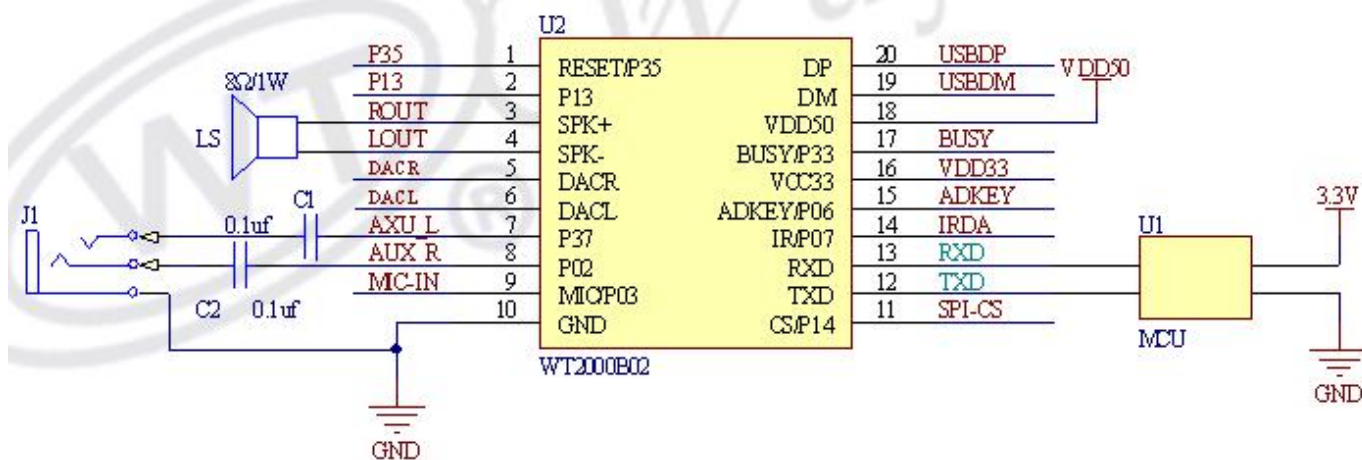 U2
P35 1 RESET/P35 DP 20 USBDP
P13 2 P13 DM 19 USBDM VDD50
8Ω/1W
LS
ROUT 3 SPK+ VDD50 18
LOUT 4 SPK- BUSY/P33 17 BUSY
DACR 5 DACR VCC33 16 VDD33
DACL 6 DACL ADKEY/P06 15 ADKEY
J1
C1
0.1uf
AXU_L 7 P37 IR/P07 14 IRDA
AUX_R 8 P02 RXD 13 RXD
MIC-IN 9 MIC/P03 TXD 12 TXD
C2 0.1uf
10 GND CS/P14 11 SPI-CS
WT2000B02
GND
U1
MCU
3.3V
GND
WT
®